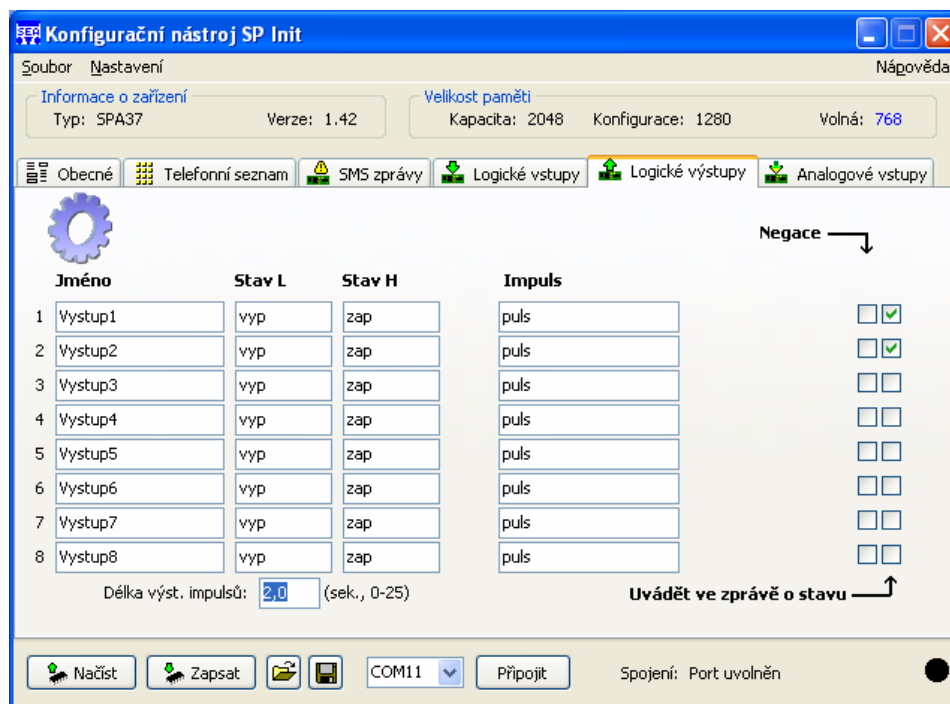 SEP Konfigurační nástroj SP Init
Soubor Nastavení Nápověda
Informace o zařízení Velikost paměti
Typ: SPA37 Verze: 1.42 Kapacita: 2048 Konfigurace: 1280 Volná: 768
Obecné Telefonní seznam SMS zprávy Logické vstupy Logické výstupy Analogové vstupy
Negace
Jméno Stav L Stav H Impuls
1 Vystup1 vyp zap puls
2 Vystup2 vyp zap puls
3 Vystup3 vyp zap puls
4 Vystup4 vyp zap puls
5 Vystup5 vyp zap puls
6 Vystup6 vyp zap puls
7 Vystup7 vyp zap puls
8 Vystup8 vyp zap puls
Délka výst. impulsů: 2,0 (sek., 0-25) Uvádět ve zprávě o stavu
Načíst Zapsat COM11 Připojit Spojení: Port uvolněn